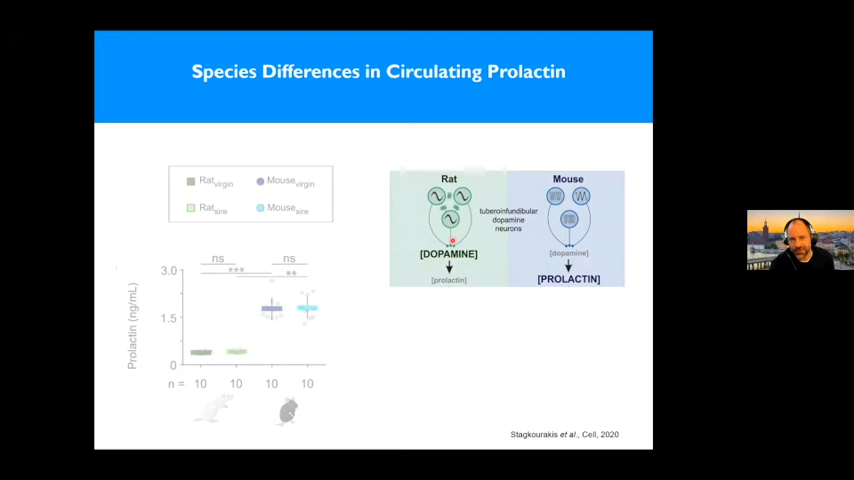 Species Differences in Circulating Prolactin
Rat virgin
Mouse virgin
Rat sire
Mouse sire
ns
ns
***
**
3.0
1.5
0
Prolactin (ng/mL)
n = 10 10 10 10
Rat
Mouse
tuberoinfundibular
dopamine
neurons
[DOPAMINE]
[dopamine]
[prolactin]
[PROLACTIN]
Stagkourakis et al., Cell, 2020